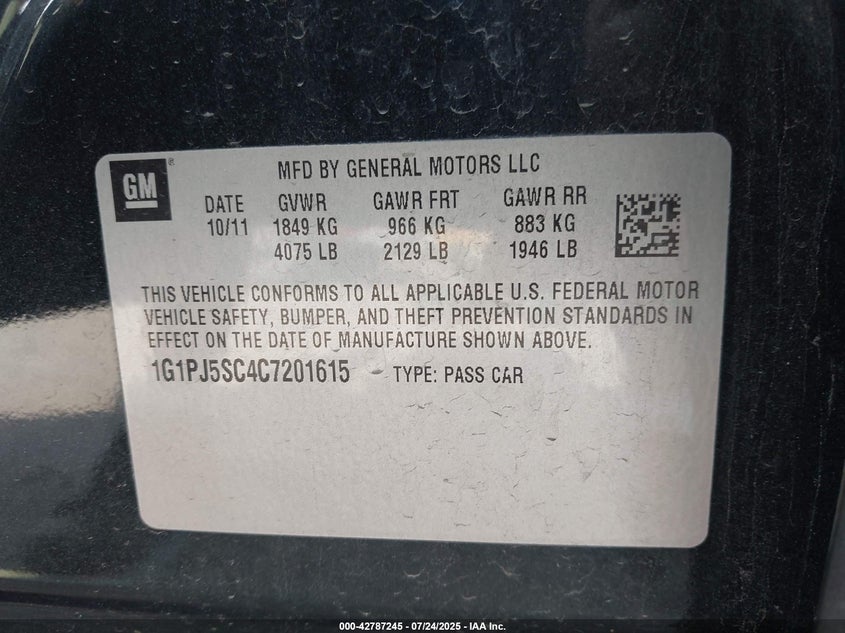 GM ®
MFD BY GENERAL MOTORS LLC
DATE GVWR GAWR FRT GAWR RR
10/11 1849 KG 966 KG 883 KG
4075 LB 2129 LB 1946 LB
THIS VEHICLE CONFORMS TO ALL APPLICABLE U.S. FEDERAL MOTOR
VEHICLE SAFETY, BUMPER, AND THEFT PREVENTION STANDARDS IN
EFFECT ON THE DATE OF MANUFACTURE SHOWN ABOVE.
1G1PJ5SC4C7201615 TYPE: PASS CAR
000-42787245 - 07/24/2025 - IAA Inc.